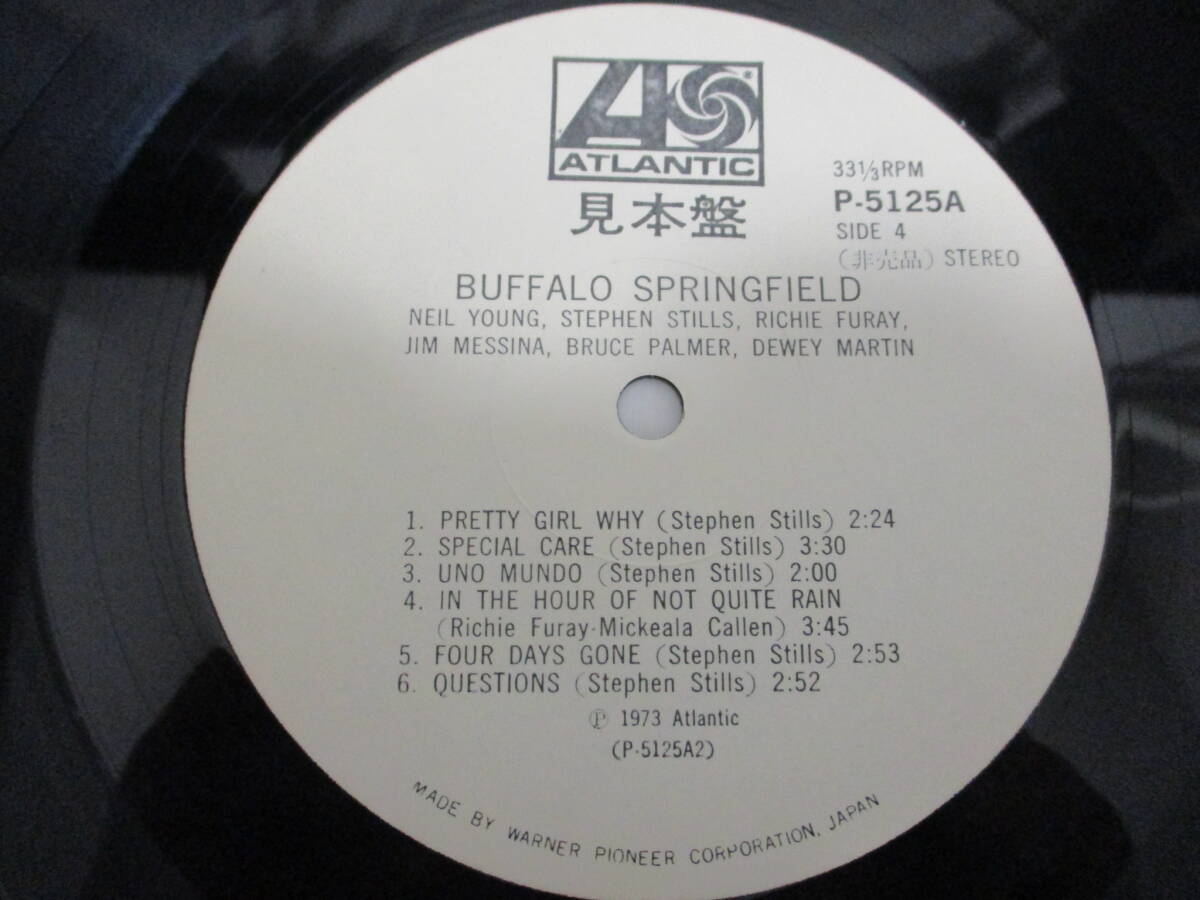 ATLANTIC
見本盤
33⅓RPM
P-5125A
SIDE 4
(非売品) STEREO
BUFFALO SPRINGFIELD
NEIL YOUNG, STEPHEN STILLS, RICHIE FURAY,
JIM MESSINA, BRUCE PALMER, DEWEY MARTIN
1. PRETTY GIRL WHY (Stephen Stills) 2:24
2. SPECIAL CARE (Stephen Stills) 3:30
3. UNO MUNDO (Stephen Stills) 2:00
4. IN THE HOUR OF NOT QUITE RAIN
(Richie Furay-Mickeala Callen) 3:45
5. FOUR DAYS GONE (Stephen Stills) 2:53
6. QUESTIONS (Stephen Stills) 2:52
Ⓟ 1973 Atlantic
(P-5125A2)
MADE BY WARNER PIONEER CORPORATION, JAPAN